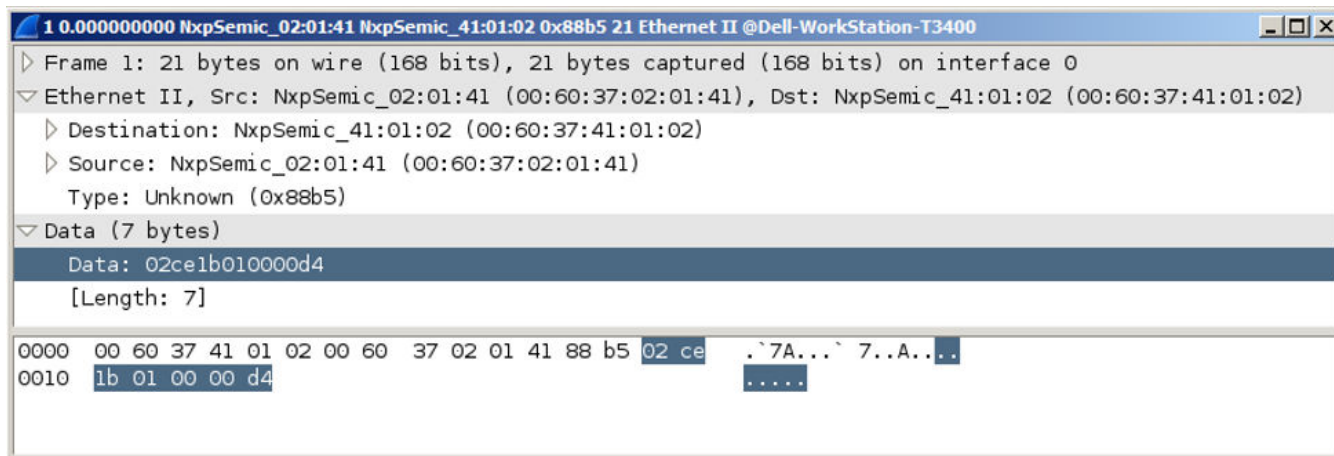 1 0.000000000 NxpSemic_02:01:41 NxpSemic_41:01:02 0x88b5 21 Ethernet II @Dell-WorkStation-T3400
Frame 1: 21 bytes on wire (168 bits), 21 bytes captured (168 bits) on interface 0
Ethernet II, Src: NxpSemic_02:01:41 (00:60:37:02:01:41), Dst: NxpSemic_41:01:02 (00:60:37:41:01:02)
Destination: NxpSemic_41:01:02 (00:60:37:41:01:02)
Source: NxpSemic_02:01:41 (00:60:37:02:01:41)
Type: Unknown (0x88b5)
Data (7 bytes)
Data: 02ce1b010000d4
[Length: 7]
0000 00 60 37 41 01 02 00 60 37 02 01 41 88 b5 02 ce .`7A...` 7..A....
0010 1b 01 00 00 d4 .....